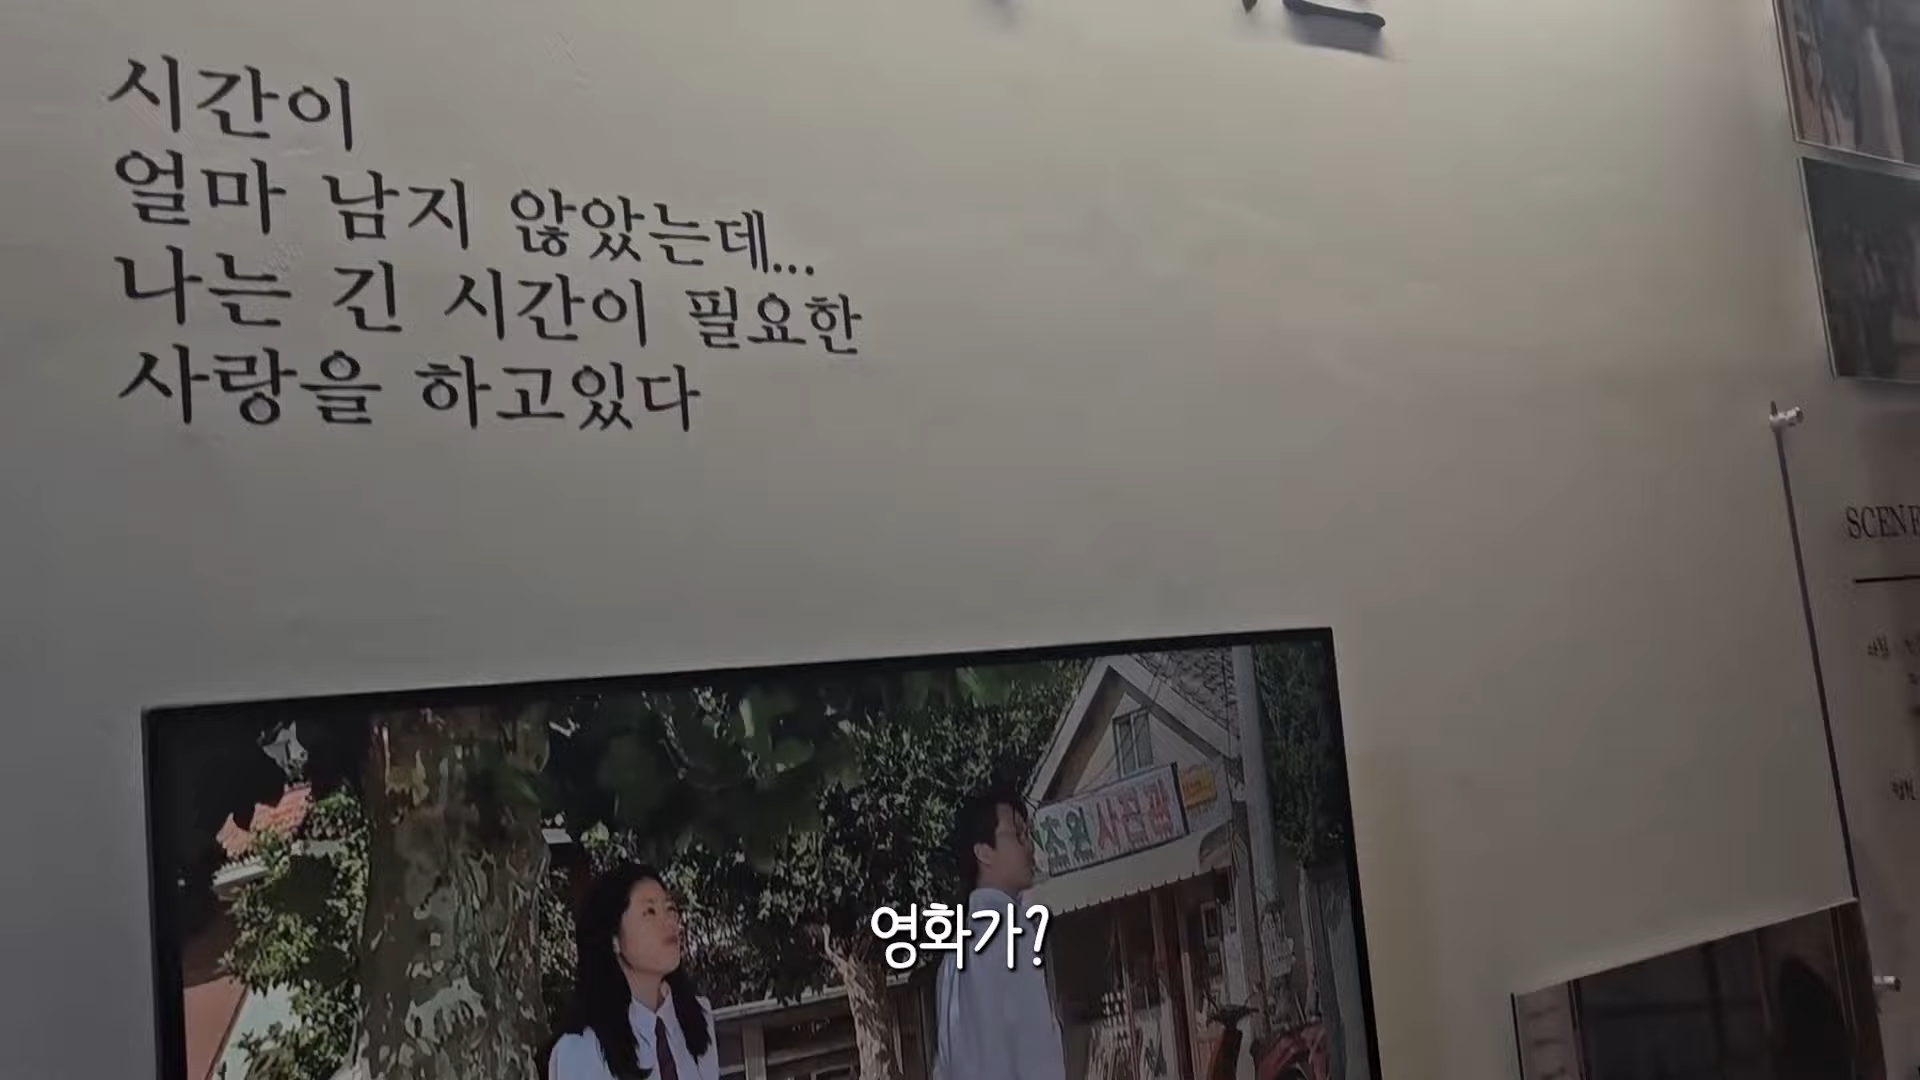 시간이
얼마 남지 않았는데...
나는 긴 시간이 필요한
사랑을 하고있다
SCENE
초원사진관
영화가?